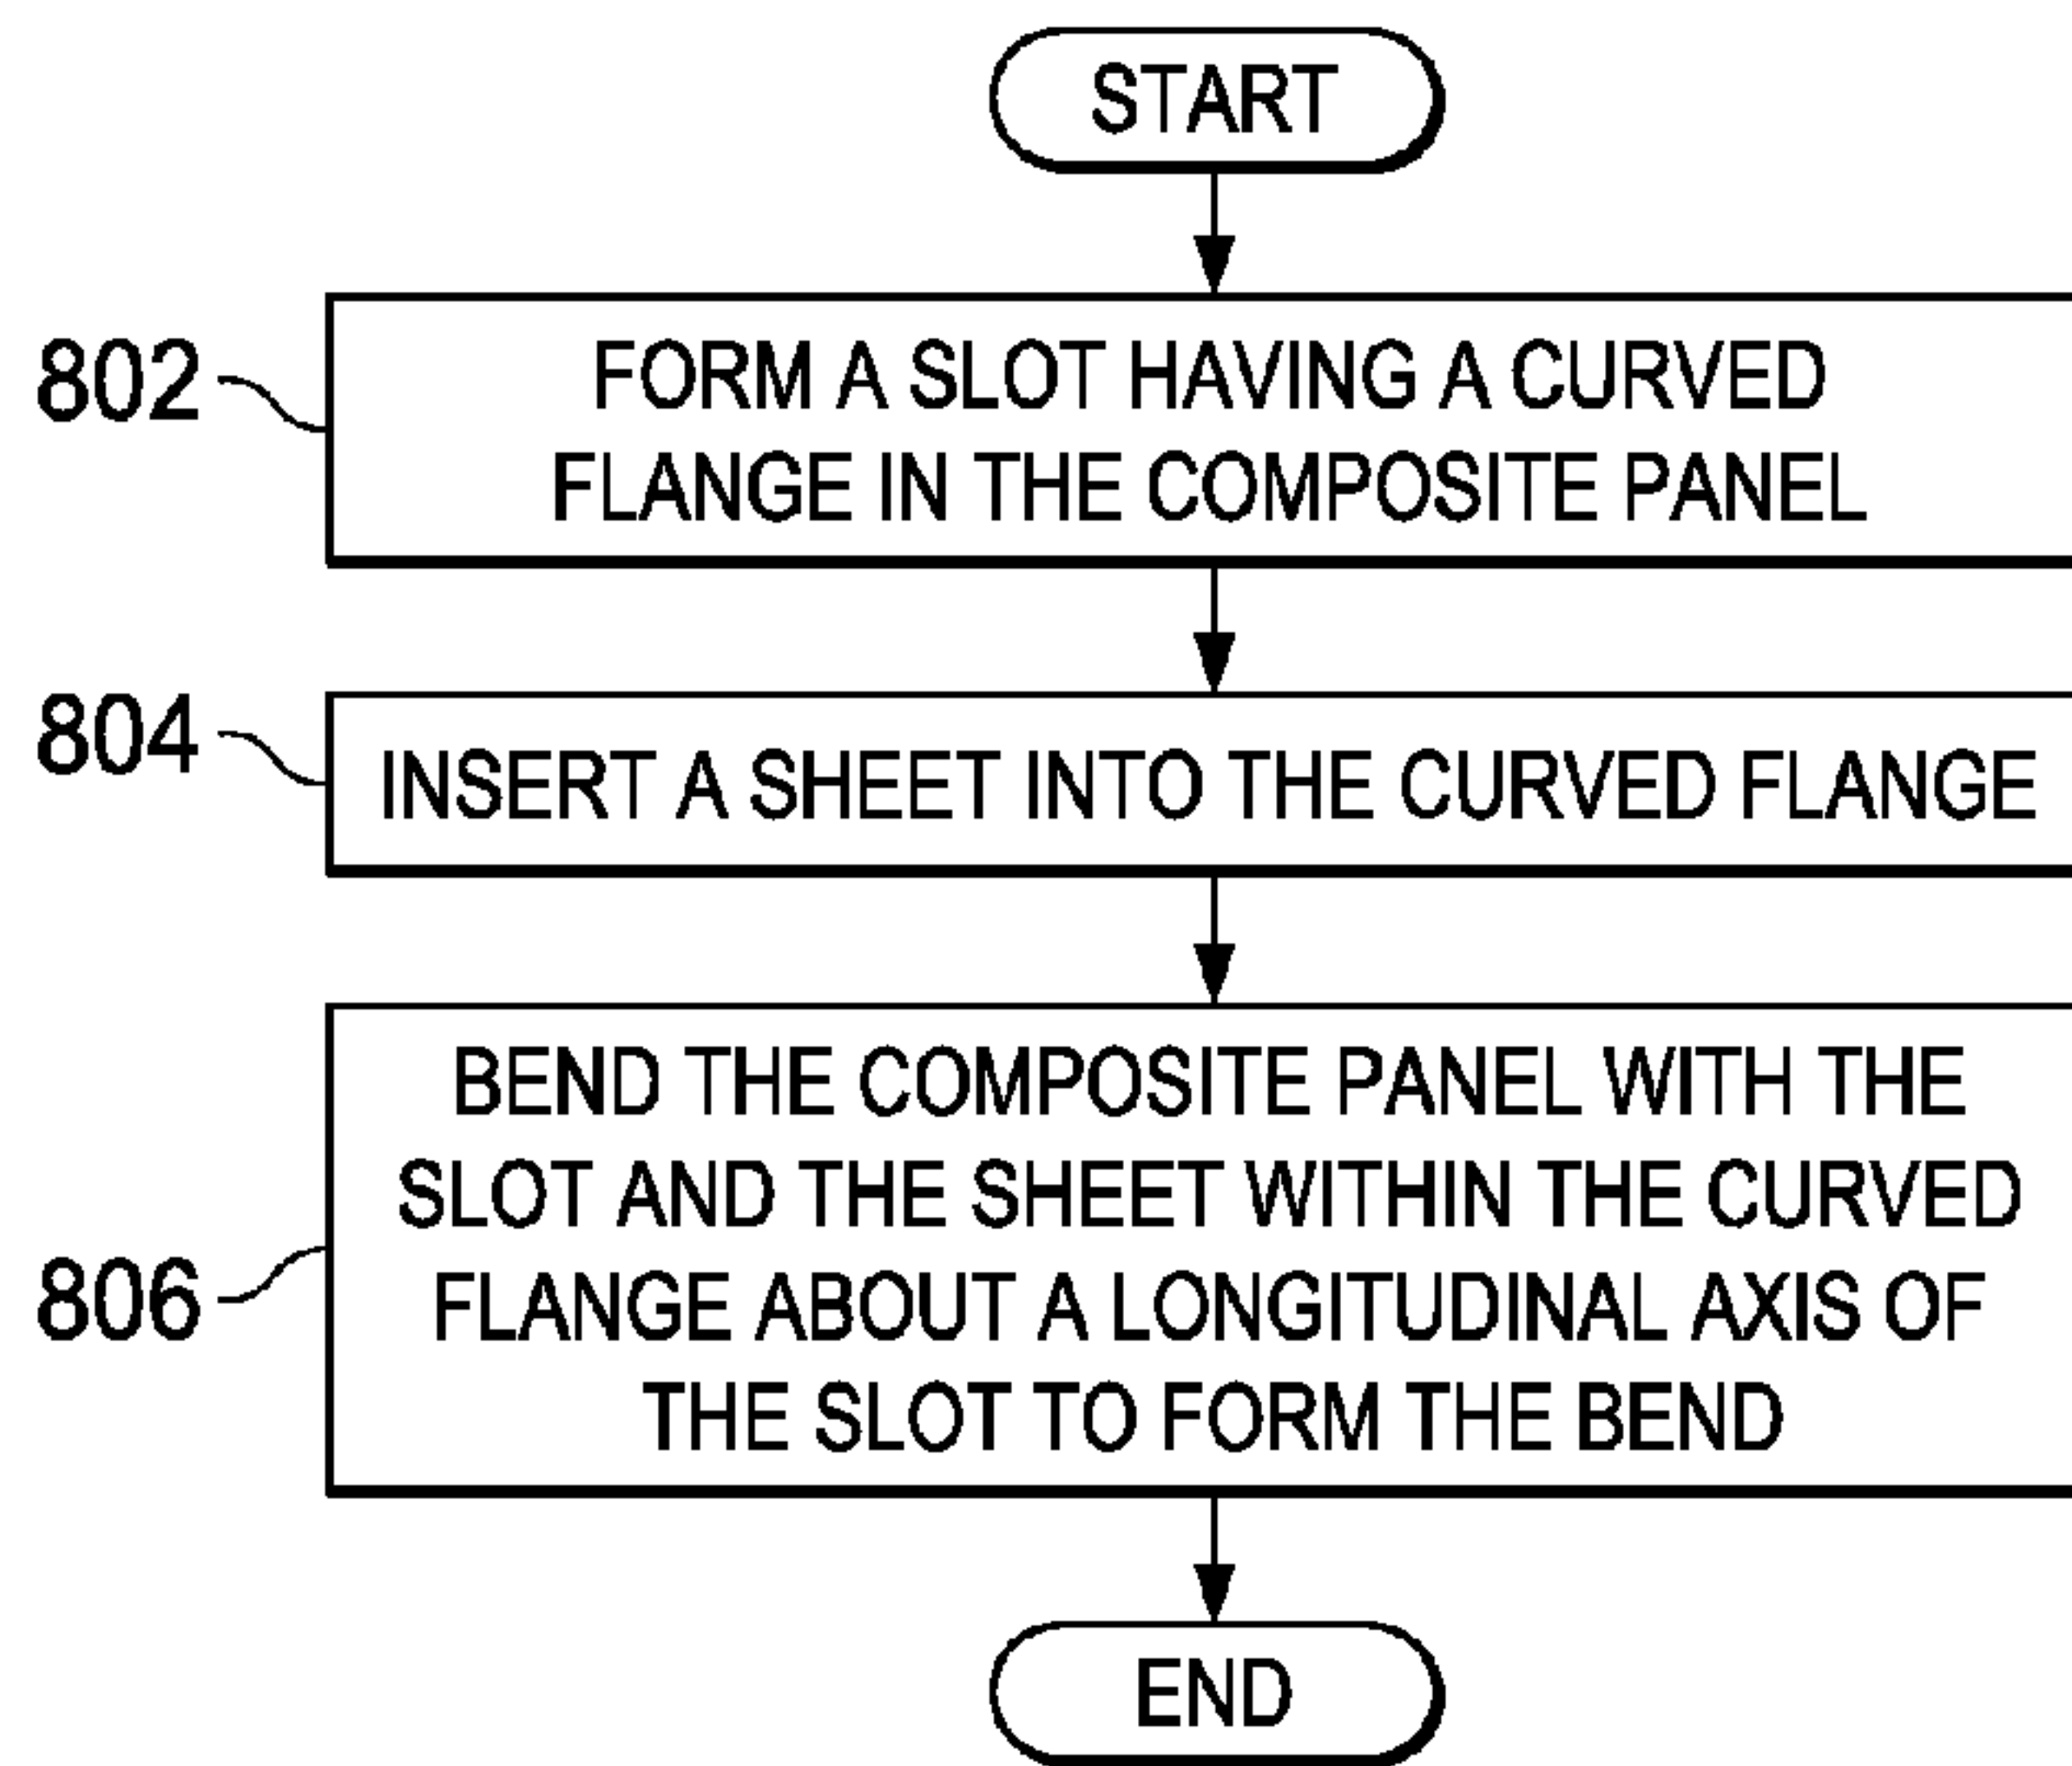 START
802
FORM A SLOT HAVING A CURVED
FLANGE IN THE COMPOSITE PANEL
804
INSERT A SHEET INTO THE CURVED FLANGE
806
BEND THE COMPOSITE PANEL WITH THE
SLOT AND THE SHEET WITHIN THE CURVED
FLANGE ABOUT A LONGITUDINAL AXIS OF
THE SLOT TO FORM THE BEND
END